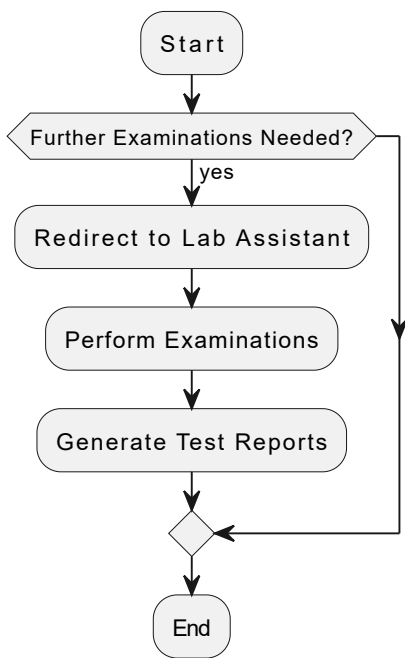 Start
Further Examinations Needed?
yes
Redirect to Lab Assistant
Perform Examinations
Generate Test Reports
End